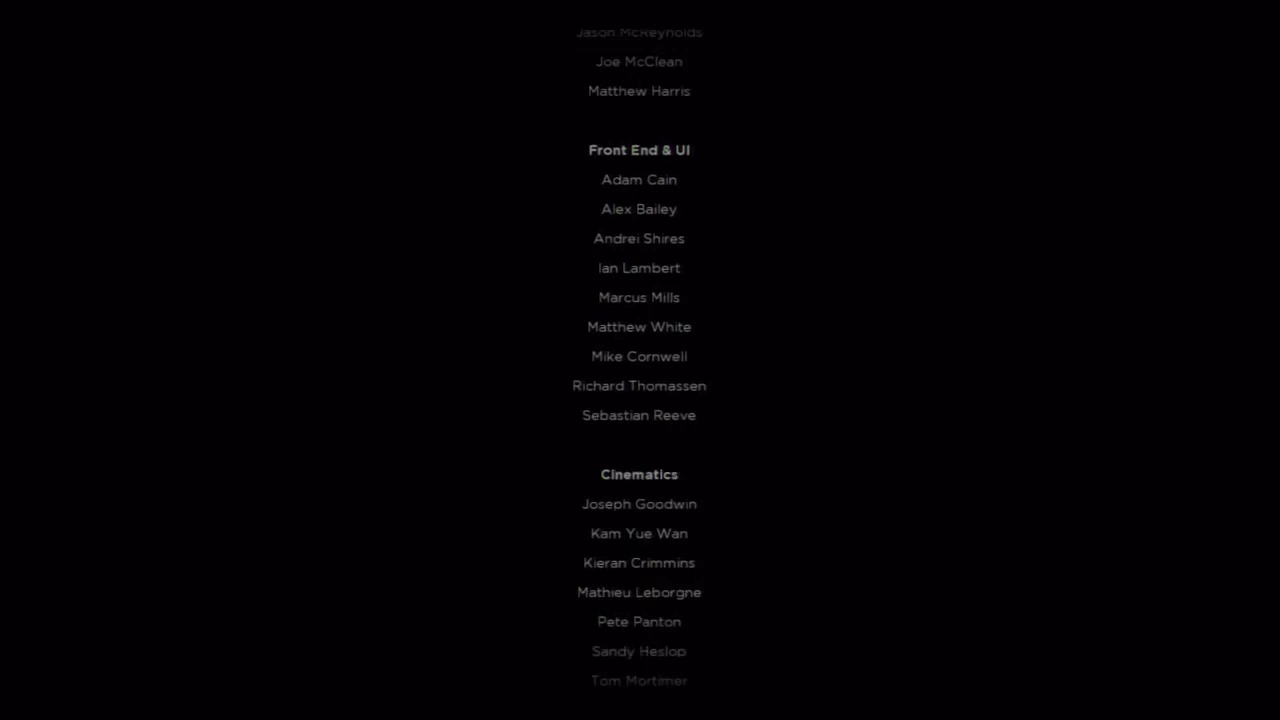 Jason McReynolds
Joe McClean
Matthew Harris
Front End & UI
Adam Cain
Alex Bailey
Andrei Shires
Ian Lambert
Marcus Mills
Matthew White
Mike Cornwell
Richard Thomassen
Sebastian Reeve
Cinematics
Joseph Goodwin
Kam Yue Wan
Kieran Crimmins
Mathieu Leborgne
Pete Panton
Sandy Heslop
Tom Mortimer